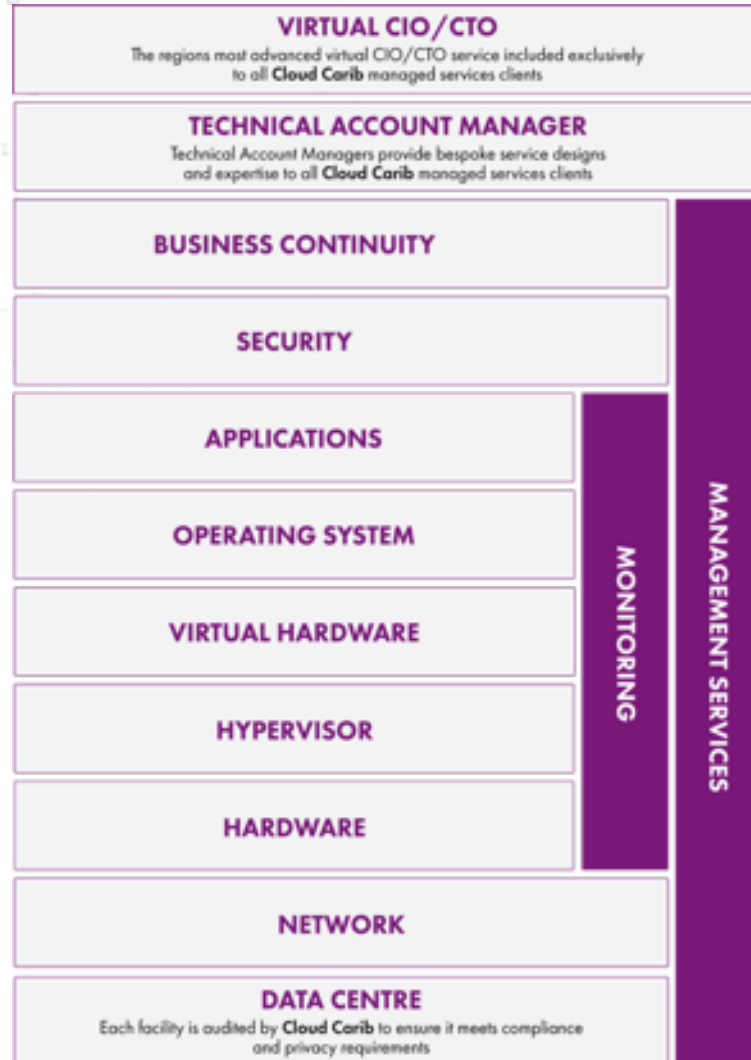 VIRTUAL CIO/CTO
The regions most advanced virtual CIO/CTO service included exclusively
to all Cloud Carib managed services clients
TECHNICAL ACCOUNT MANAGER
Technical Account Managers provide bespoke service designs
and expertise to all Cloud Carib managed services clients
BUSINESS CONTINUITY
SECURITY
APPLICATIONS
OPERATING SYSTEM
VIRTUAL HARDWARE
HYPERVISOR
HARDWARE
MONITORING
MANAGEMENT SERVICES
NETWORK
DATA CENTRE
Each facility is audited by Cloud Carib to ensure it meets compliance
and privacy requirements